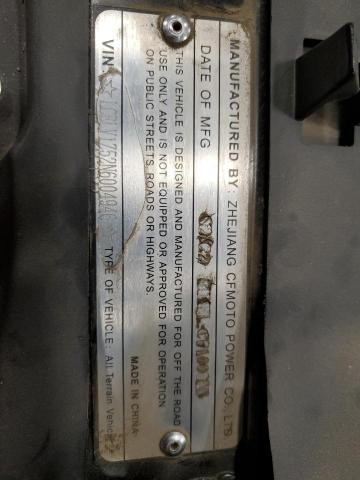 MANUFACTURED BY: ZHEJIANG CFMOTO POWER CO., LTD
DATE OF MFG
THIS VEHICLE IS DESIGNED AND MANUFACTURED FOR OFF THE ROAD
USE ONLY AND IS NOT EQUIPPED OR APPROVED FOR OPERATION
ON PUBLIC STREETS, ROADS OR HIGHWAYS.
MADE IN CHINA
VIN TYPE OF VEHICLE: All Terrain Vehicle